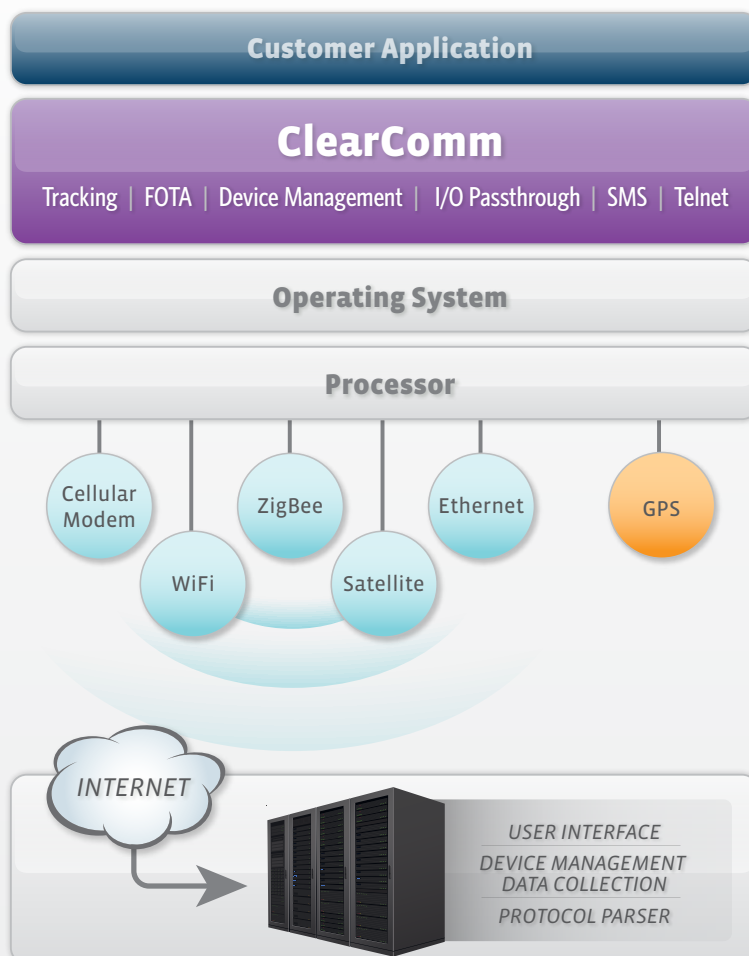 Customer Application
ClearComm
Tracking | FOTA | Device Management | I/O Passthrough | SMS | Telnet
Operating System
Processor
Cellular
Modem
ZigBee
Ethernet
GPS
WiFi
Satellite
INTERNET
USER INTERFACE
DEVICE MANAGEMENT
DATA COLLECTION
PROTOCOL PARSER